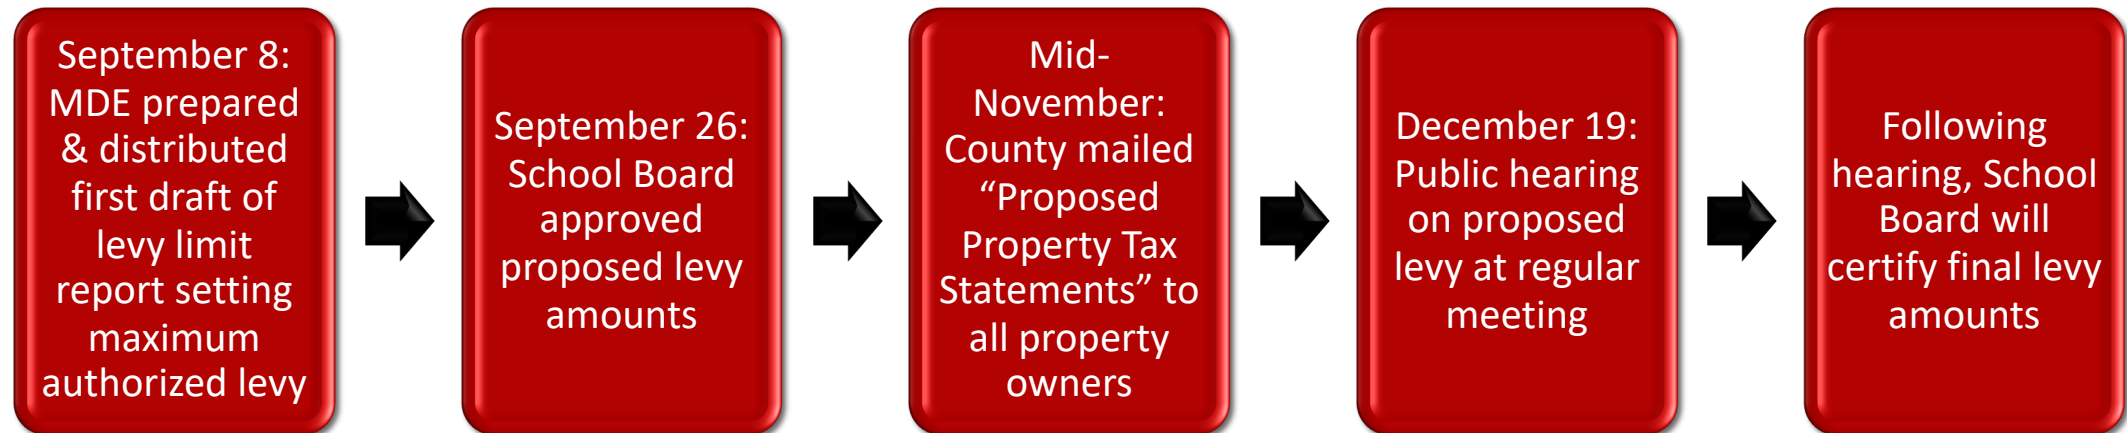 September 8:
MDE prepared
& distributed
first draft of
levy limit
report setting
maximum
authorized levy
September 26:
School Board
approved
proposed levy
amounts
Mid-
November:
County mailed
“Proposed
Property Tax
Statements” to
all property
owners
December 19:
Public hearing
on proposed
levy at regular
meeting
Following
hearing, School
Board will
certify final levy
amounts